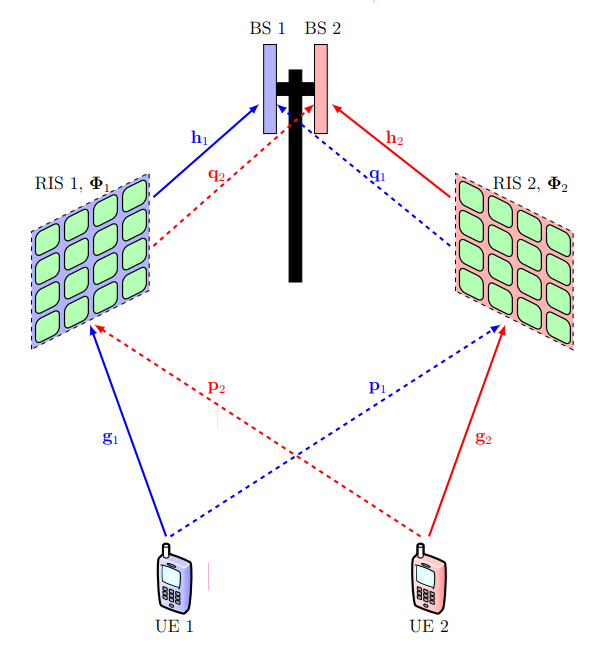 BS 1 BS 2
h₁ h₂
q₂ q₁
RIS 1, Φ₁ RIS 2, Φ₂
p₂ p₁
g₁ g₂
UE 1 UE 2